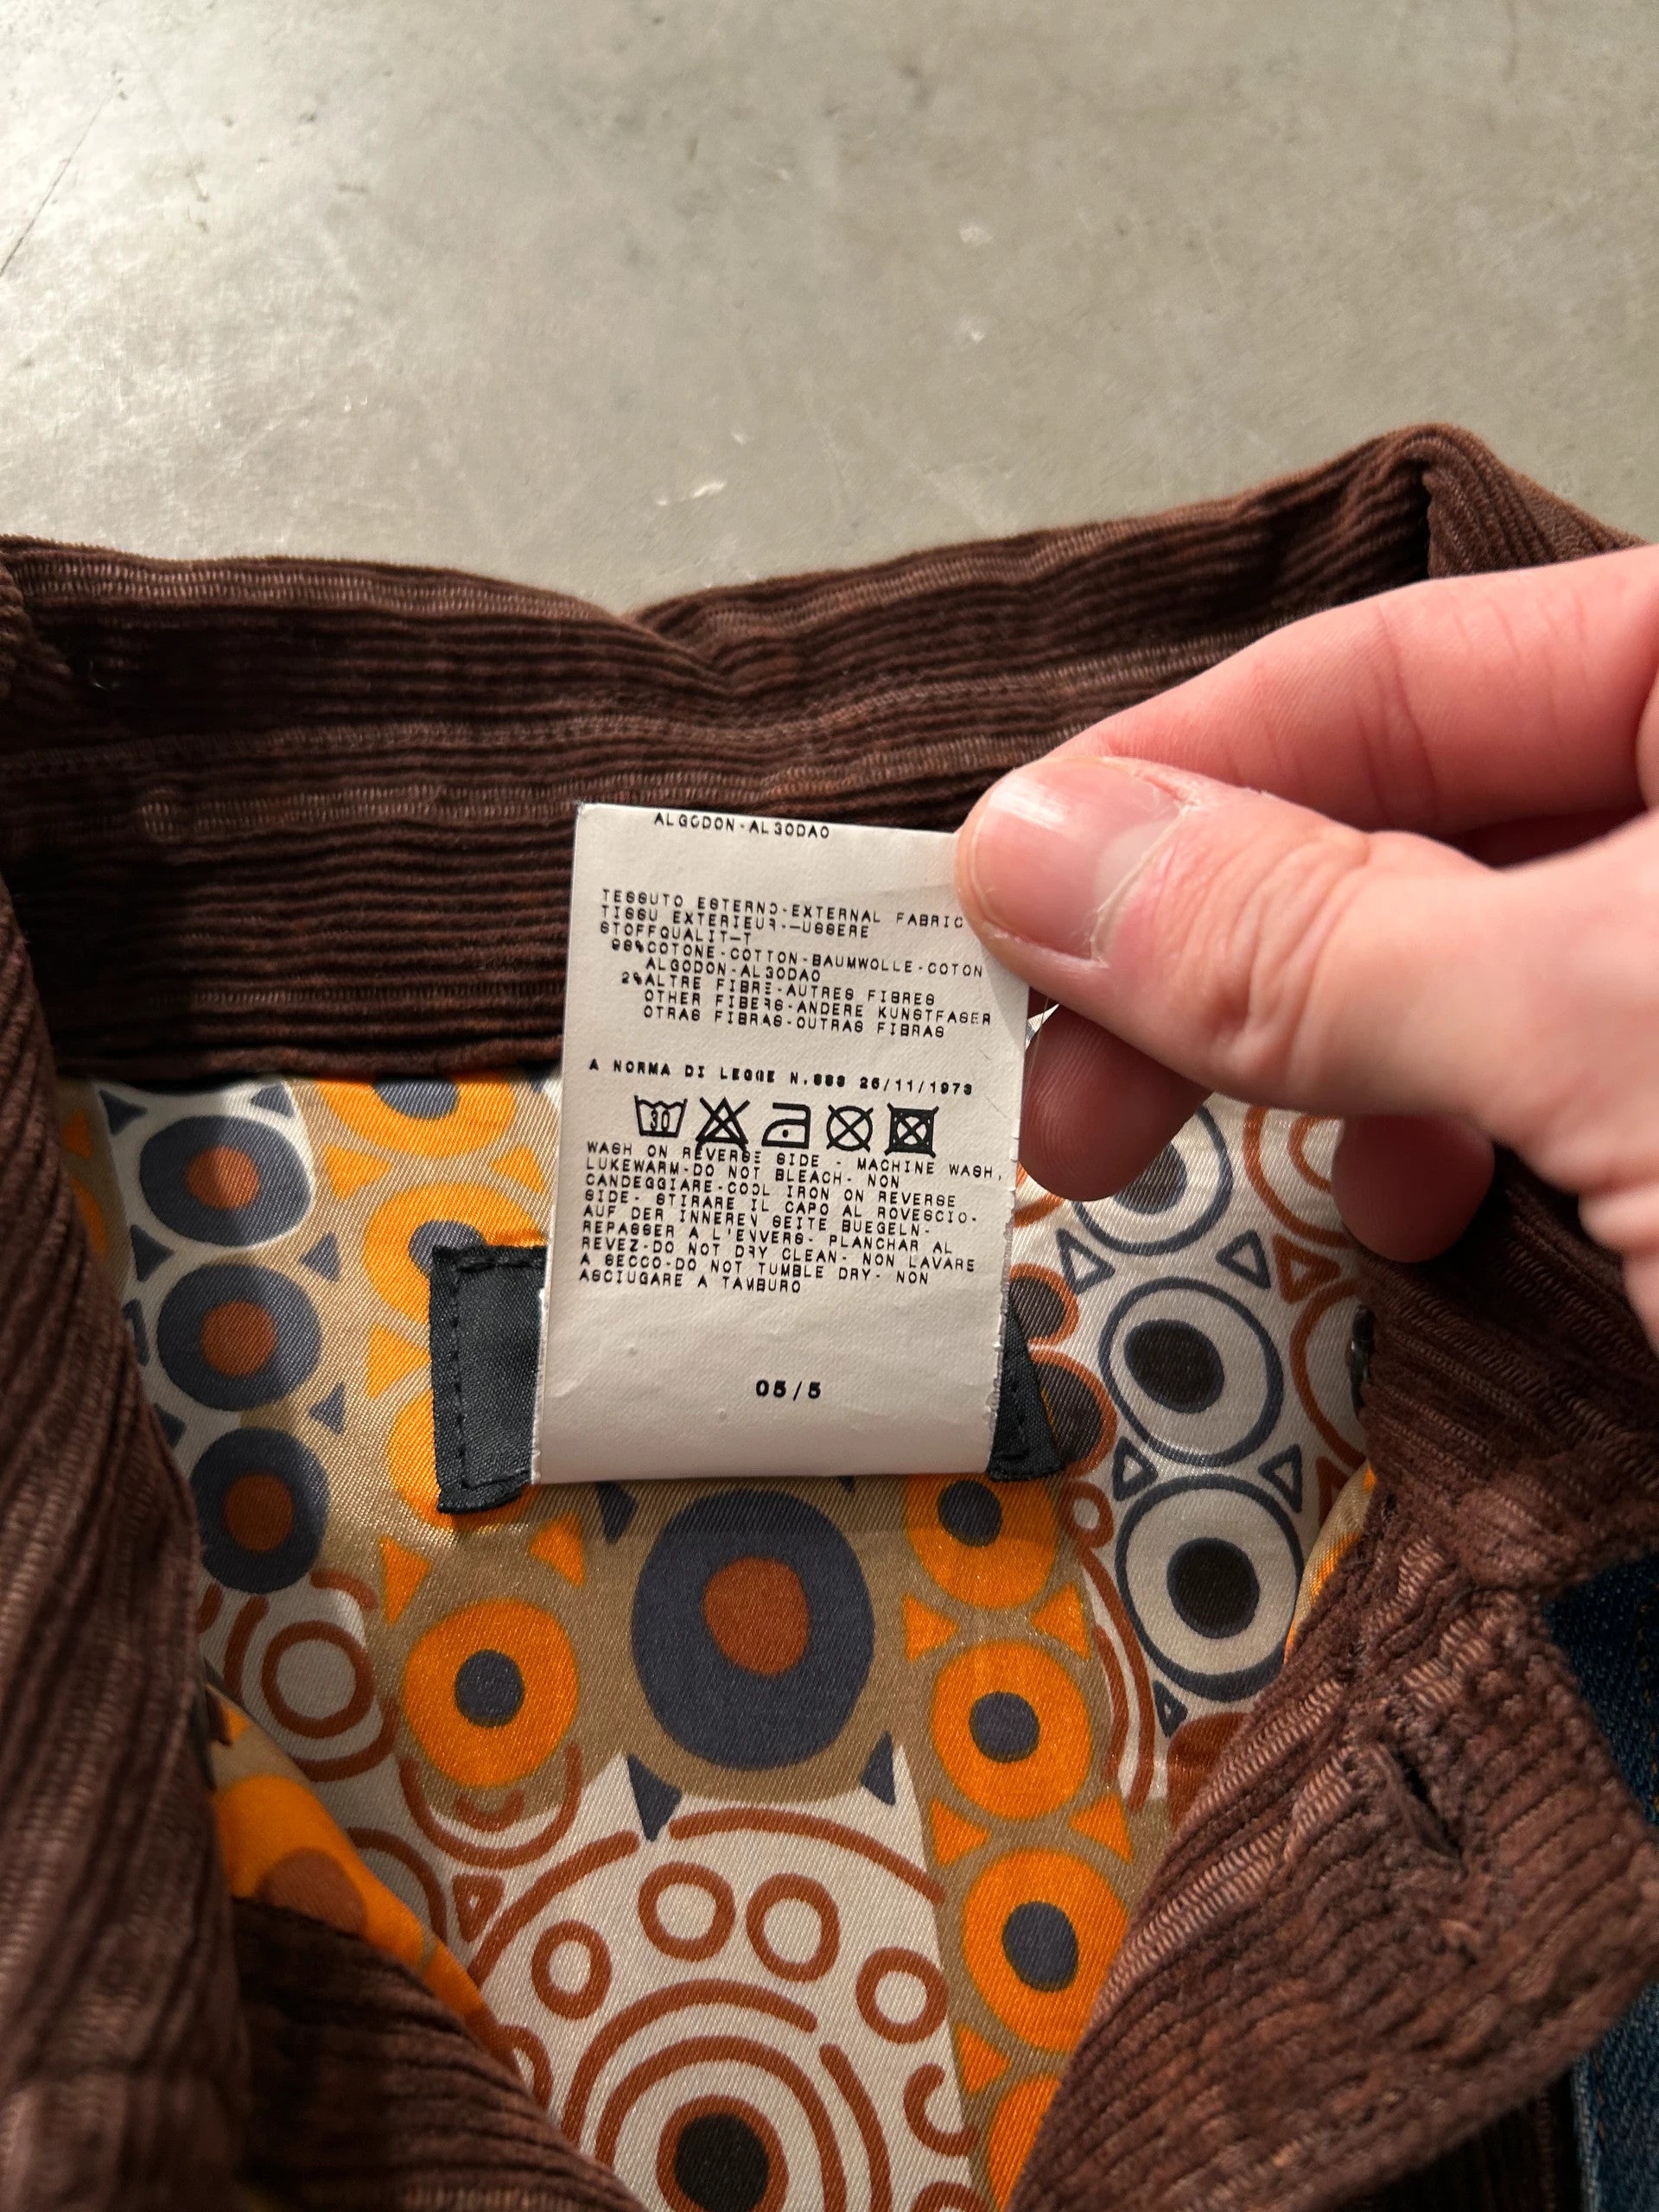 ALGODON-ALGODAO
TESSUTO ESTERNO-EXTERNAL FABRIC
TISSU EXTERIEUR-—USSERE
STOFFQUALIT—T
98%COTONE-COTTON-BAUMWOLLE-COTON
ALGODON-ALGODAO
2%ALTRE FIBRE-AUTRES FIBRES
OTHER FIBERS-ANDERE KUNSTFASER
OTRAS FIBRAS-OUTRAS FIBRAS
A NORMA DI LEGGE N.883 26/11/1973
30
WASH ON REVERSE SIDE - MACHINE WASH,
LUKEWARM-DO NOT BLEACH- NON
CANDEGGIARE-COOL IRON ON REVERSE
SIDE- STIRARE IL CAPO AL ROVESCIO-
AUF DER INNEREN SEITE BUEGELN-
REPASSER A L'ENVERS- PLANCHAR AL
REVEZ-DO NOT DRY CLEAN- NON LAVARE
A SECCO-DO NOT TUMBLE DRY- NON
ASCIUGARE A TAMBURO
05/5